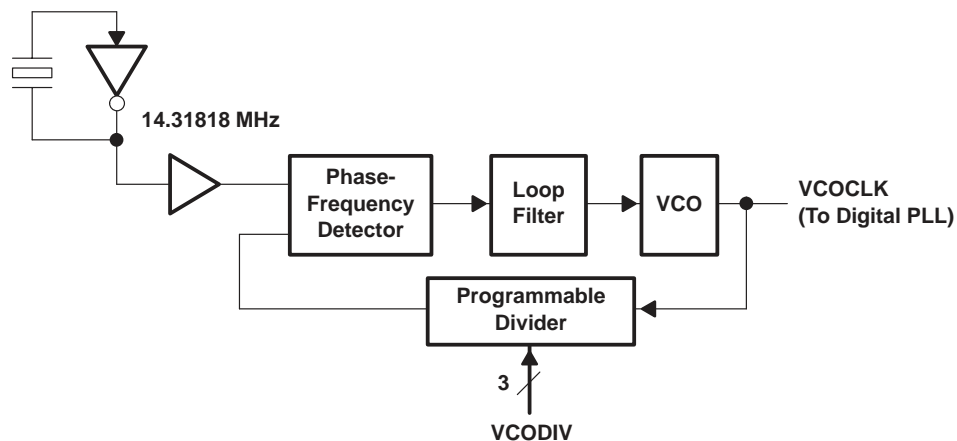 14.31818 MHz
Phase-
Frequency
Detector
Loop
Filter
VCO
VCOCLK
(To Digital PLL)
Programmable
Divider
3
VCODIV